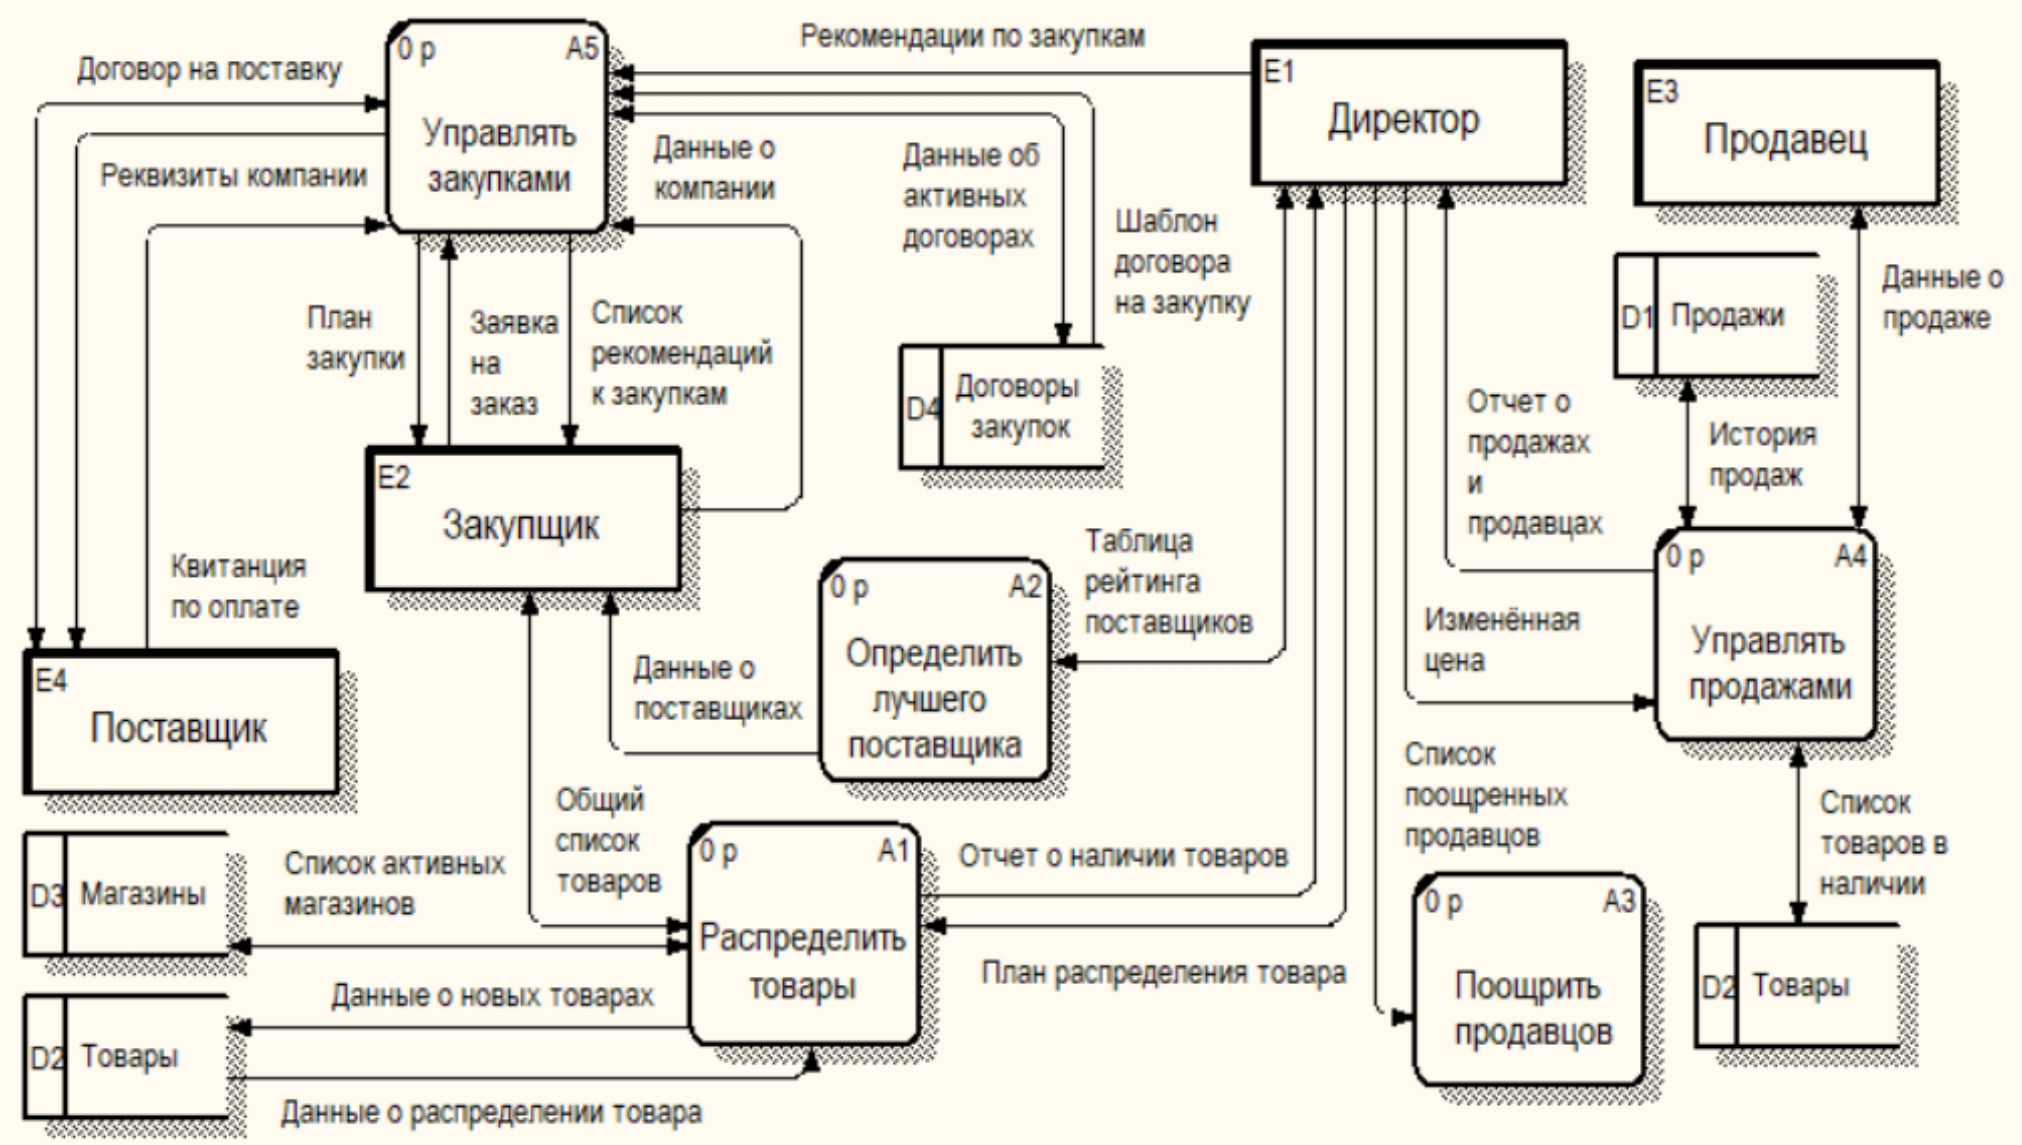 Договор на поставку
0 р
A5
Управлять
закупками
Реквизиты компании
Рекомендации по закупкам
E1
Директор
E3
Продавец
Данные о
компании
Данные об
активных
договорах
Шаблон
договора
на закупку
D1
Продажи
Данные о
продаже
План
закупки
Заявка
на
заказ
Список
рекомендаций
к закупкам
D4
Договоры
закупок
Отчет о
продажах
и
продавцах
История
продаж
E2
Закупщик
Квитанция
по оплате
0 р
A2
Определить
лучшего
поставщика
Таблица
рейтинга
поставщиков
0 р
A4
Управлять
продажами
Изменённая
цена
E4
Поставщик
Данные о
поставщиках
Общий
список
товаров
Список
поощренных
продавцов
Список
товаров в
наличии
D3
Магазины
Список активных
магазинов
0 р
A1
Распределить
товары
Отчет о наличии товаров
План распределения товара
0 р
A3
Поощрить
продавцов
D2
Товары
Данные о новых товарах
D2
Товары
Данные о распределении товара